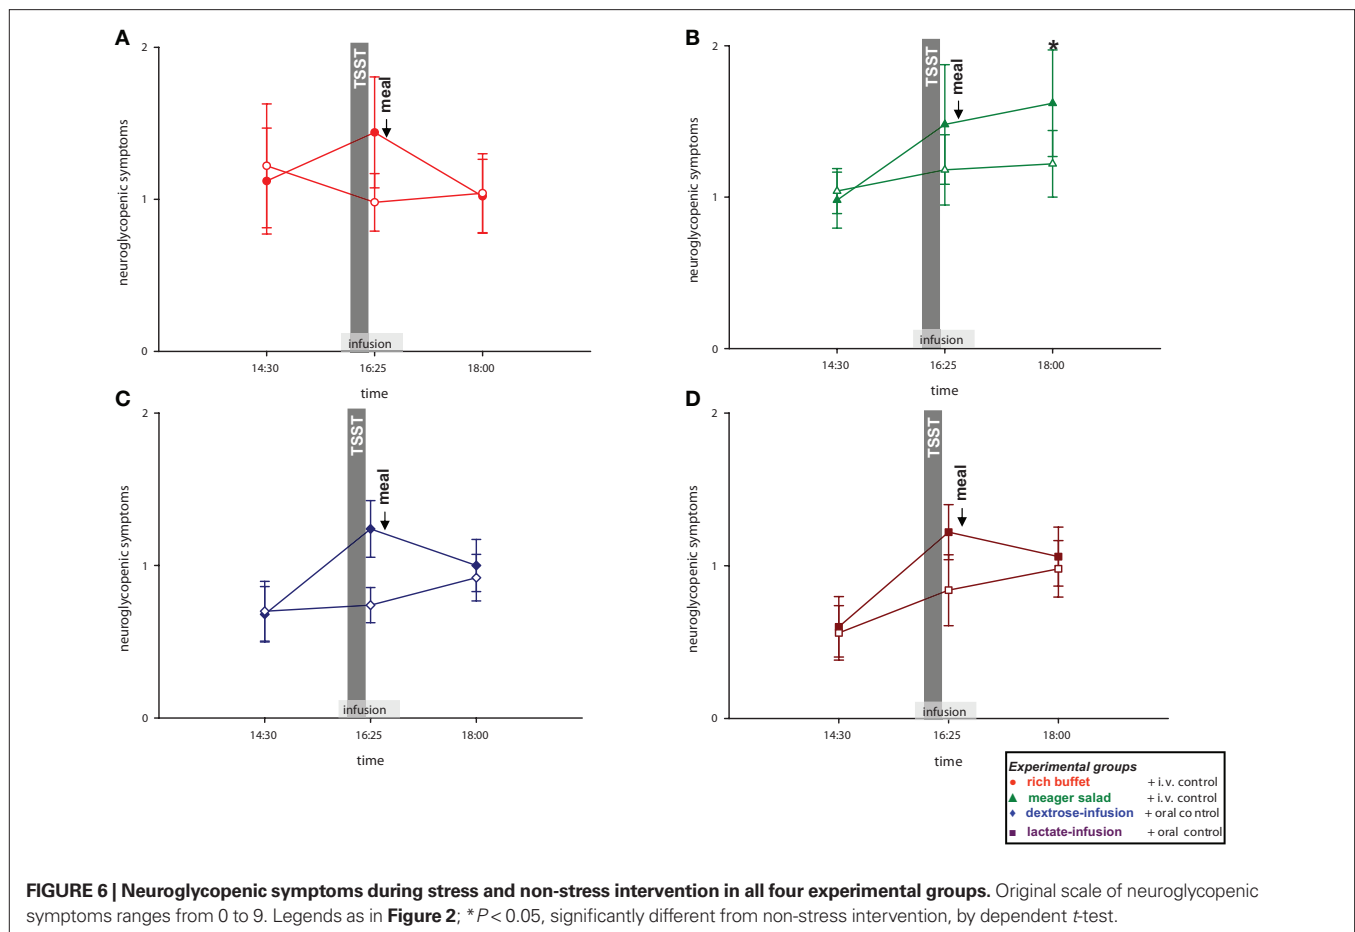 A
2
TSST
meal
neuroglycopenic symptoms
1
infusion
0
14:30 16:25 18:00
time
B
2
TSST
meal
*
neuroglycopenic symptoms
1
infusion
0
14:30 16:25 18:00
time
C
2
TSST
meal
neuroglycopenic symptoms
1
infusion
0
14:30 16:25 18:00
time
D
2
TSST
meal
neuroglycopenic symptoms
1
infusion
0
14:30 16:25 18:00
time
Experimental groups
rich buffet + i.v. control
meager salad + i.v. control
dextrose-infusion + oral control
lactate-infusion + oral control
FIGURE 6 | Neuroglycopenic symptoms during stress and non-stress intervention in all four experimental groups. Original scale of neuroglycopenic
symptoms ranges from 0 to 9. Legends as in Figure 2; *P < 0.05, significantly different from non-stress intervention, by dependent t-test.